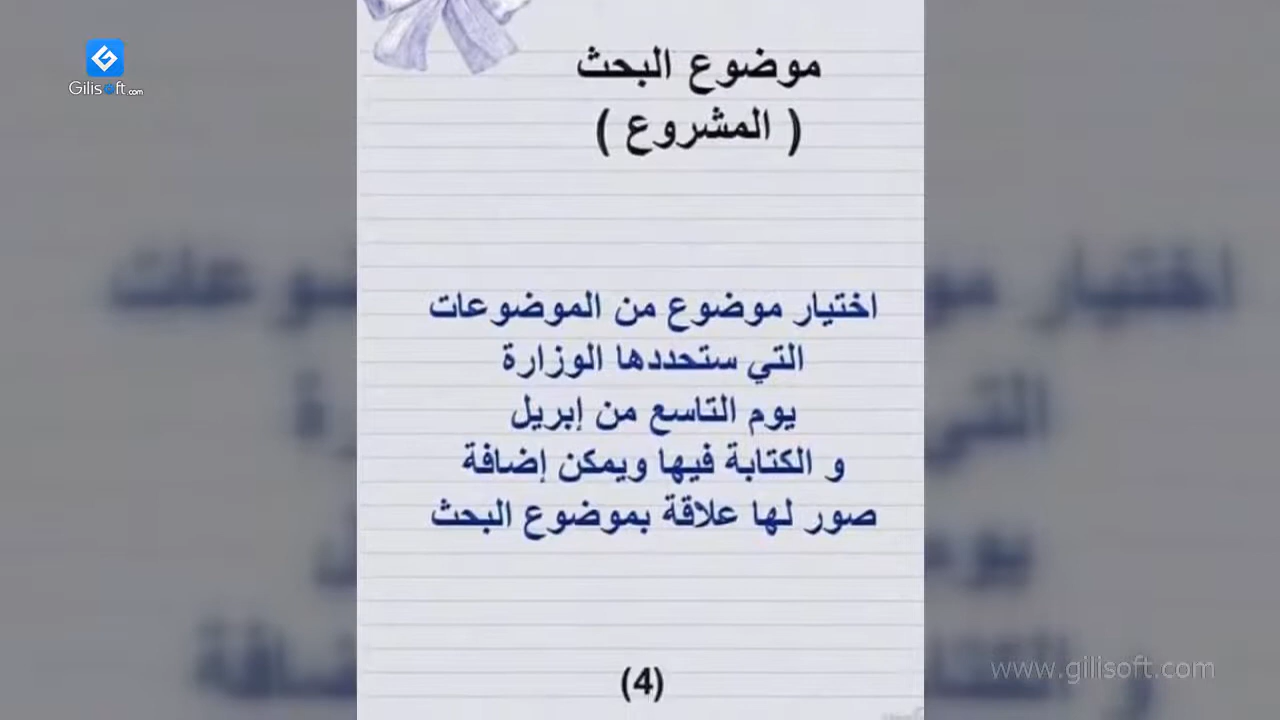 Gilisoft.com
موضوع البحث
( المشروع )
اختيار موضوع من الموضوعات
التي ستحددها الوزارة
يوم التاسع من إبريل
و الكتابة فيها ويمكن إضافة
صور لها علاقة بموضوع البحث
(4)
www.gilisoft.com